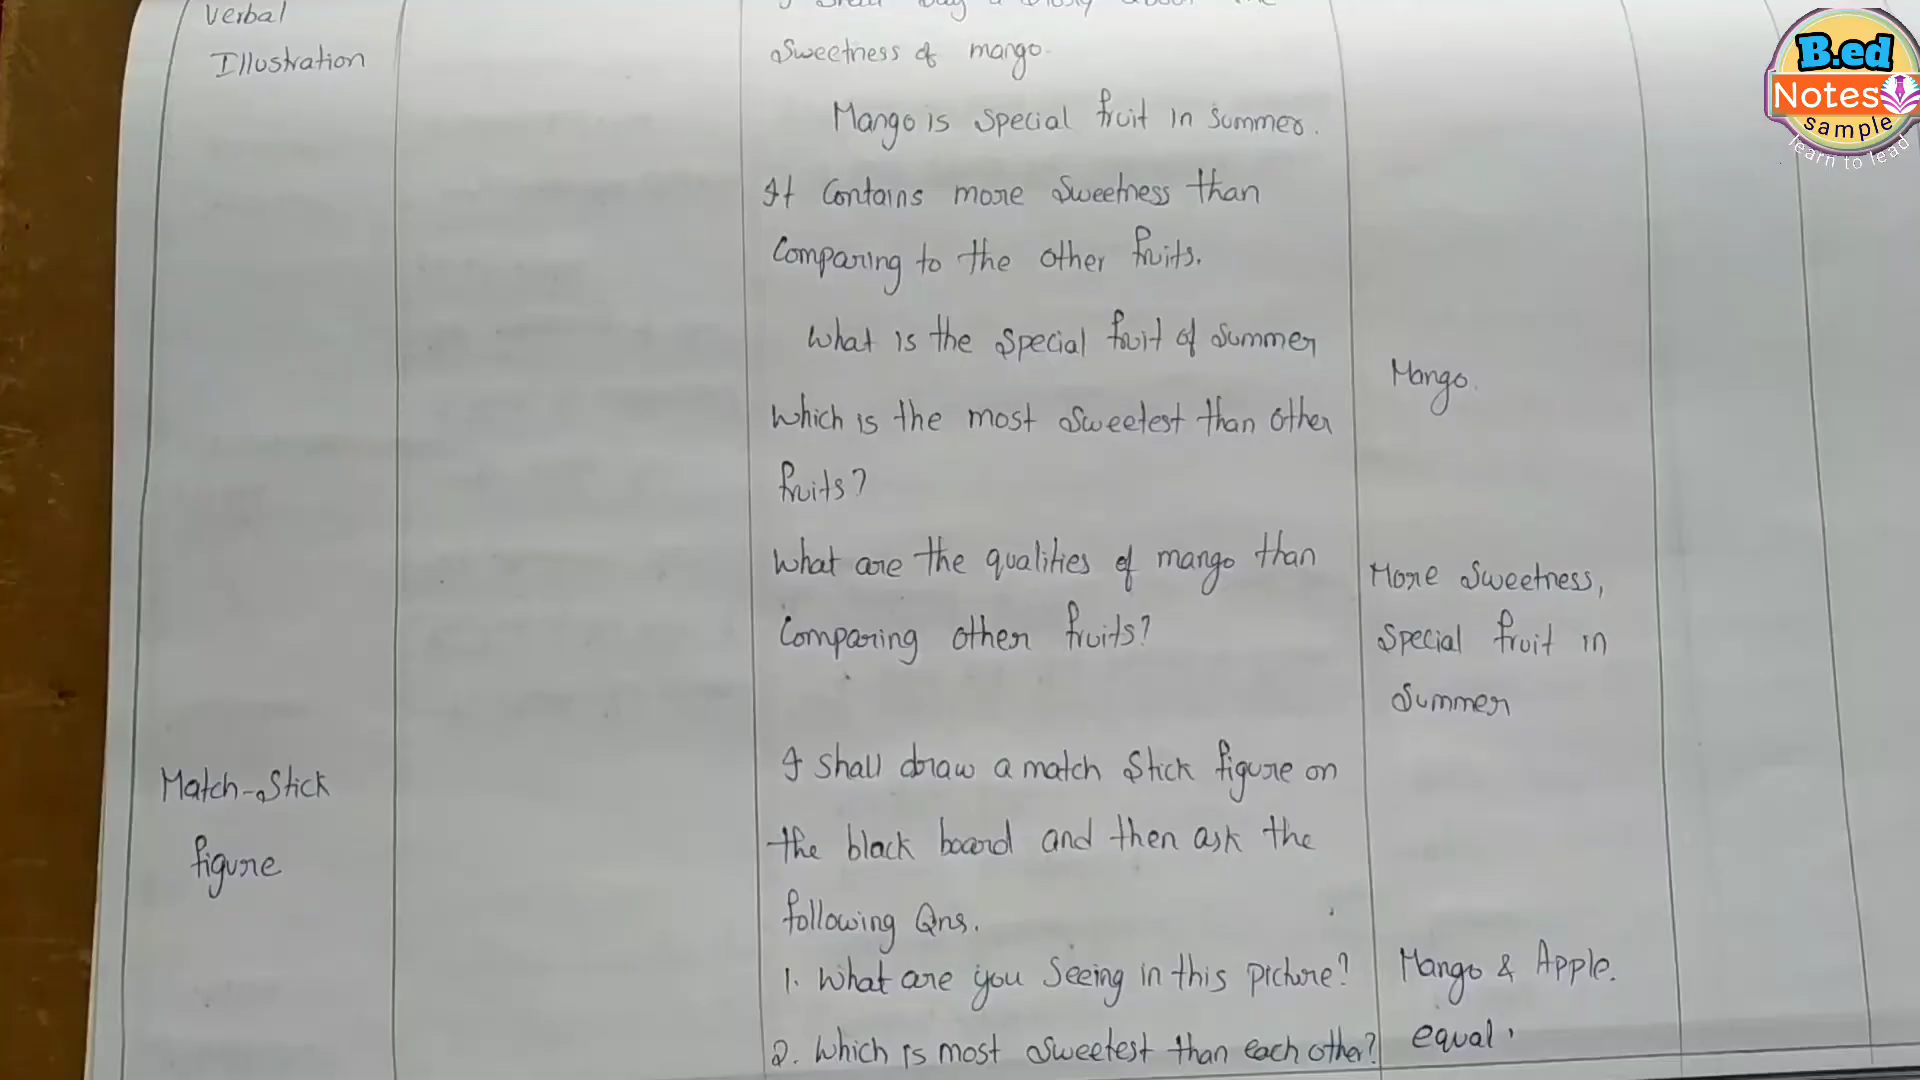 Verbal
Illustration
sweetness of mango.
Mango is special fruit in summer.
It contains more sweetness than
comparing to the other fruits.
What is the special fruit of summer
Mango.
Which is the most sweetest than other
fruits?
What are the qualities of mango than
comparing other fruits?
More sweetness,
special fruit in
summer
Match-stick
figure
I shall draw a match stick figure on
the black board and then ask the
following Qns.
1. What are you seeing in this picture?
Mango & Apple.
2. Which is most sweetest than each other?
equal.
B.ed
Notes
sample
learn to lead